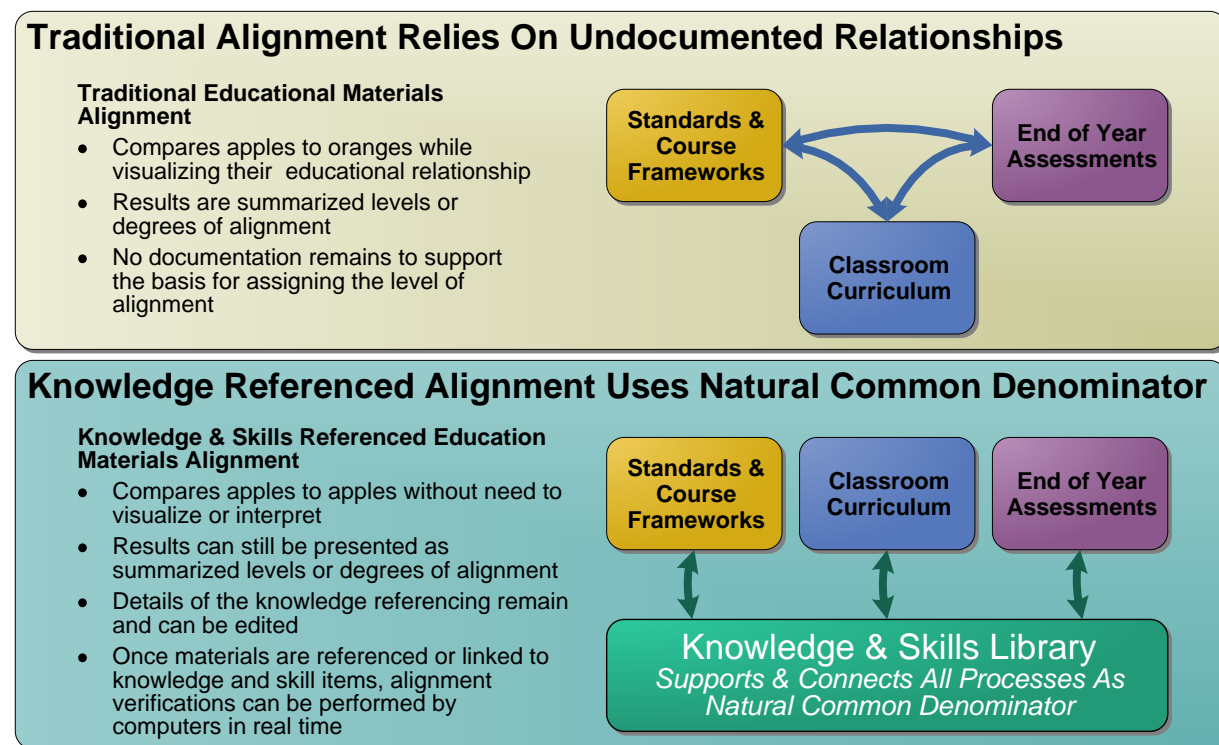 Traditional Alignment Relies On Undocumented Relationships
Traditional Educational Materials
Alignment
• Compares apples to oranges while
visualizing their educational relationship
• Results are summarized levels or
degrees of alignment
• No documentation remains to support
the basis for assigning the level of
alignment
Standards &
Course
Frameworks
End of Year
Assessments
Classroom
Curriculum
Knowledge Referenced Alignment Uses Natural Common Denominator
Knowledge & Skills Referenced Education
Materials Alignment
• Compares apples to apples without need to
visualize or interpret
• Results can still be presented as
summarized levels or degrees of alignment
• Details of the knowledge referencing remain
and can be edited
• Once materials are referenced or linked to
knowledge and skill items, alignment
verifications can be performed by
computers in real time
Standards &
Course
Frameworks
Classroom
Curriculum
End of Year
Assessments
Knowledge & Skills Library
Supports & Connects All Processes As
Natural Common Denominator